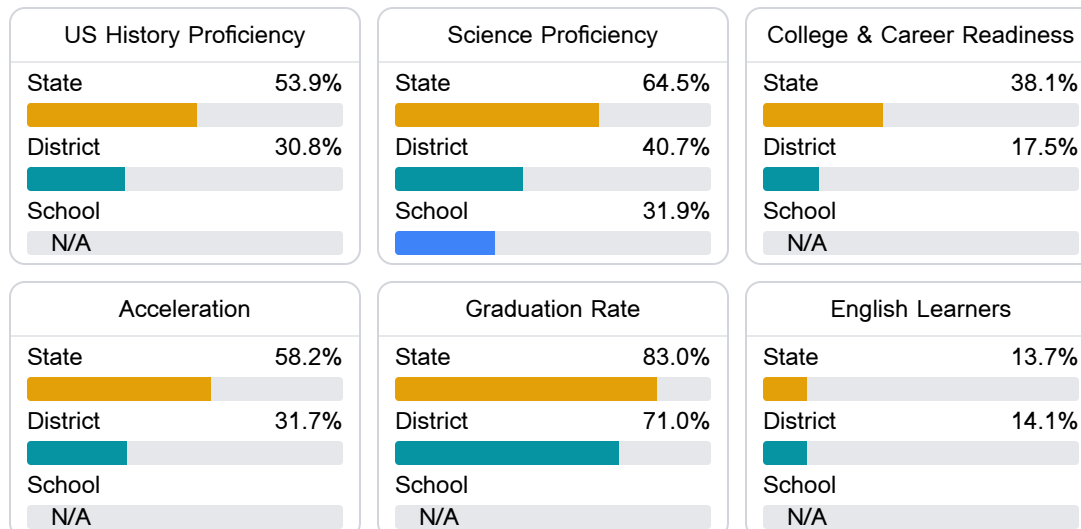 US History Proficiency
State 53.9%
District 30.8%
School
N/A
Science Proficiency
State 64.5%
District 40.7%
School 31.9%
College & Career Readiness
State 38.1%
District 17.5%
School
N/A
Acceleration
State 58.2%
District 31.7%
School
N/A
Graduation Rate
State 83.0%
District 71.0%
School
N/A
English Learners
State 13.7%
District 14.1%
School
N/A